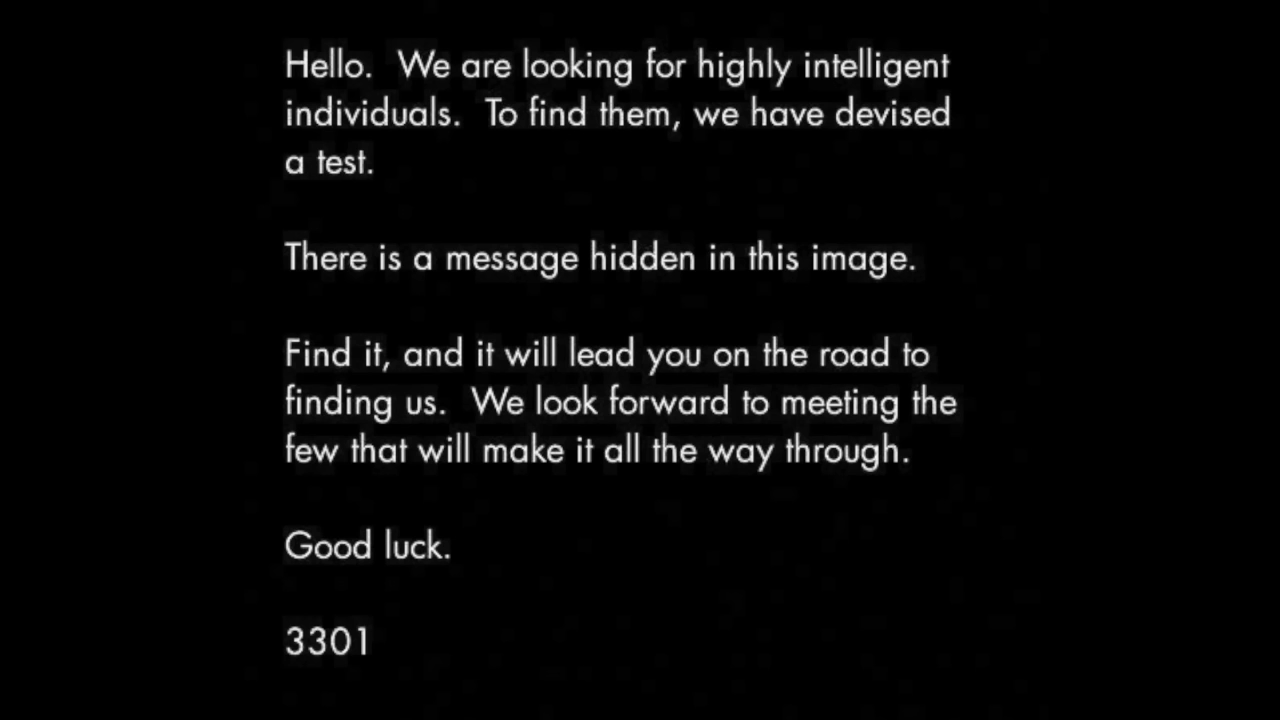 Hello.  We are looking for highly intelligent
individuals.  To find them, we have devised
a test.
There is a message hidden in this image.
Find it, and it will lead you on the road to
finding us.  We look forward to meeting the
few that will make it all the way through.
Good luck.
3301